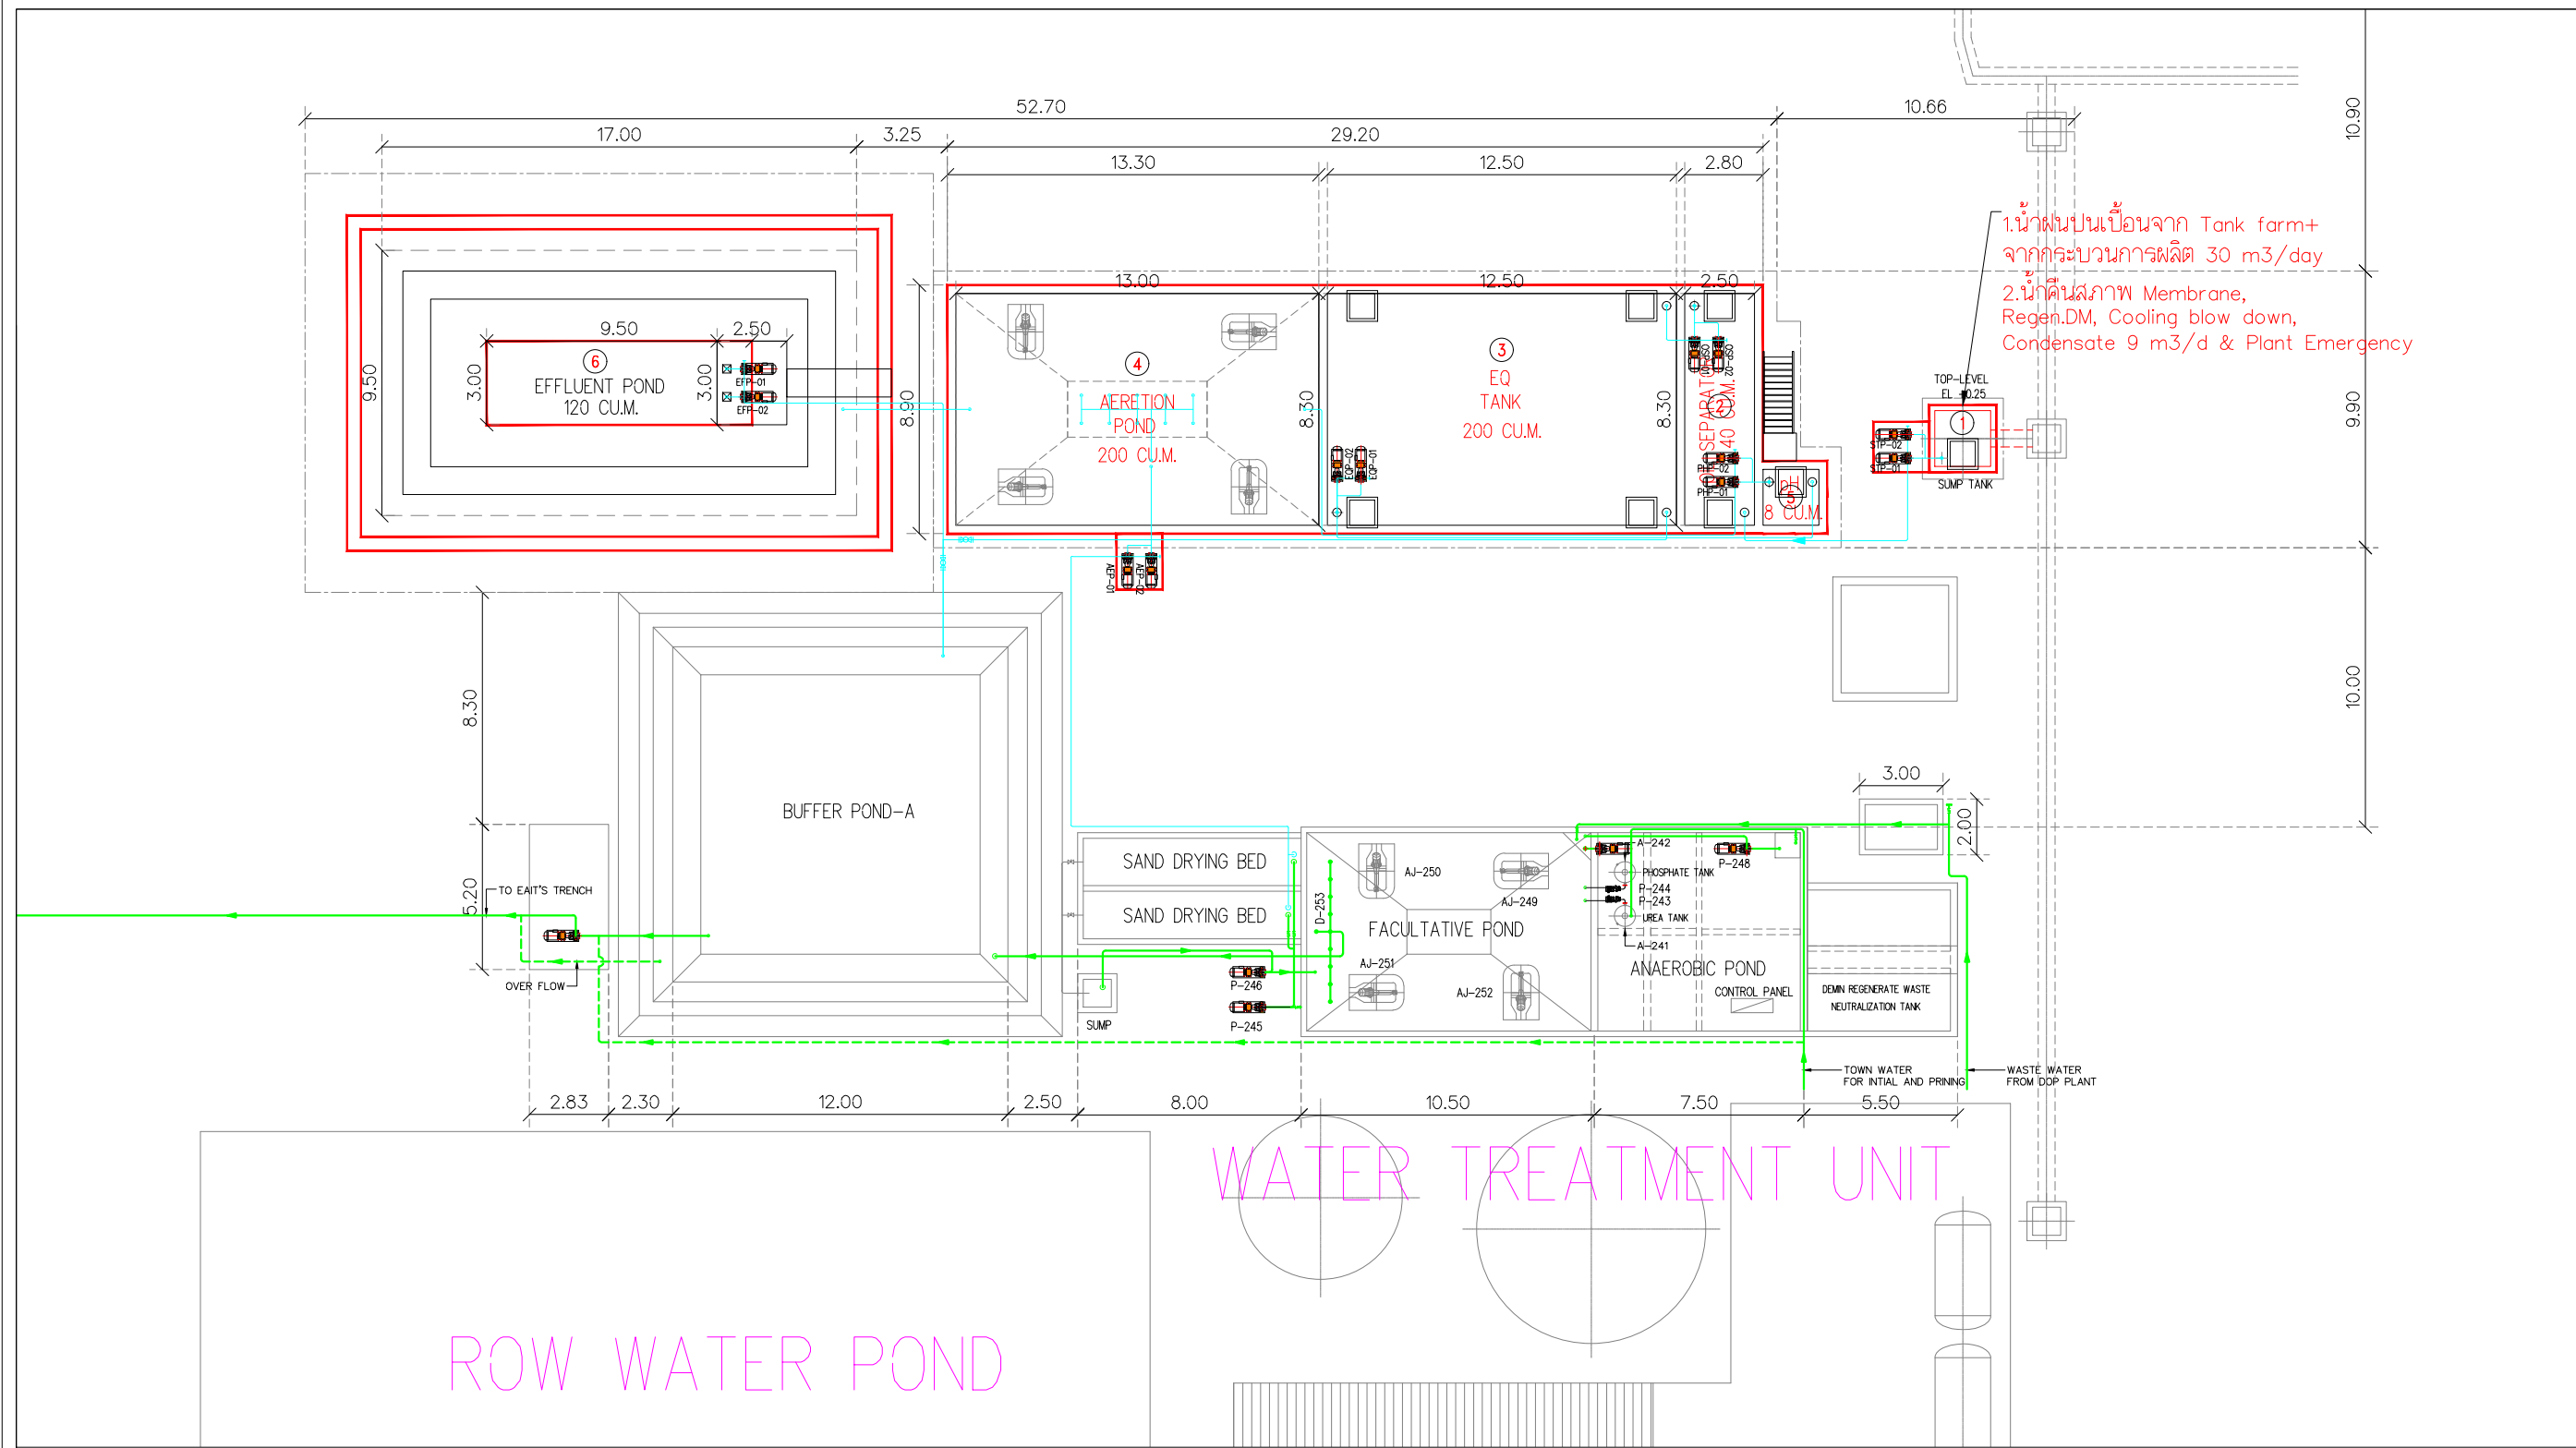 52.70
10.66
17.00
3.25
29.20
13.30
12.50
2.80
10.90
1.น้ำฝนปนเปื้อนจาก Tank farm+
จากกระบวนการผลิต 30 m3/day
2.น้ำคืนสภาพ Membrane,
Regen.DM, Cooling blow down,
Condensate 9 m3/d & Plant Emergency
13.00
12.50
2.50
9.50
2.50
9.50
3.00
6
EFFLUENT POND
120 CU.M.
3.00
EFP-01
EFP-02
8.90
4
AERETION
POND
200 CU.M.
8.30
3
EQ
TANK
200 CU.M.
8.30
EQP-02
EQP-01
OSP-01
OSP-02
2
40 CU.M.
PHP-02
PHP-01
PH
5
8 CU.M.
TOP-LEVEL
1
STP-02
STP-01
SUMP TANK
9.90
AEP-01
AEP-02
8.30
10.00
BUFFER POND-A
3.00
2.00
SAND DRYING BED
SAND DRYING BED
5.20
TO EAIT'S TRENCH
OVER FLOW
D-253
AJ-250
AJ-249
FACULTATIVE POND
AJ-251
AJ-252
A-242
P-248
PHOSPHATE TANK
P-244
P-243
UREA TANK
A-241
ANAEROBIC POND
CONTROL PANEL
DEMIN REGENERATE WASTE
NEUTRALIZATION TANK
P-246
P-245
SUMP
TOWN WATER
FOR INTIAL AND PRINING
WASTE WATER
FROM DOP PLANT
2.83
2.30
12.00
2.50
8.00
10.50
7.50
5.50
WATER TREATMENT UNIT
ROW WATER POND